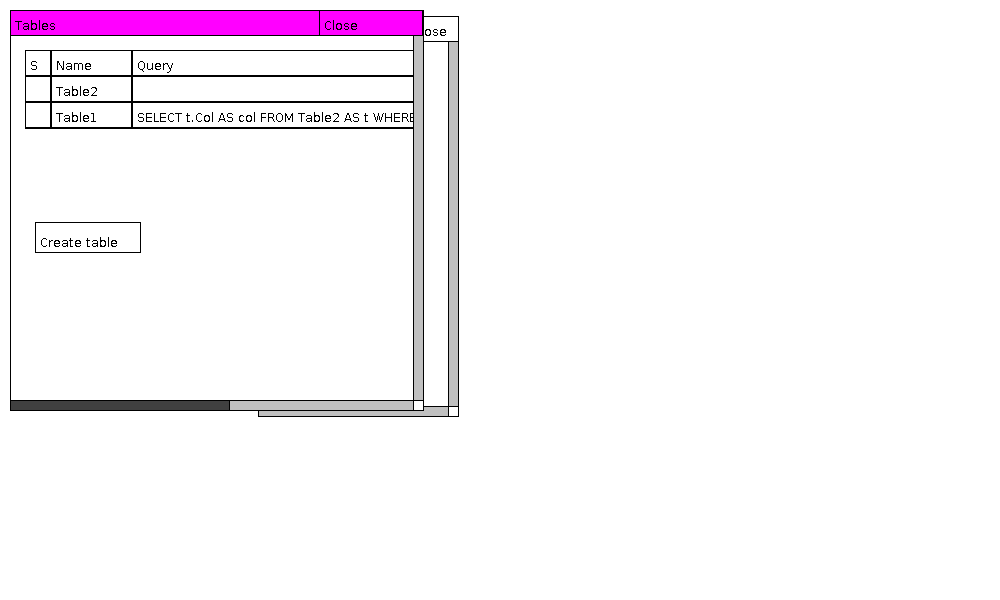 Tables Close ose
S Name Query
Table2
Table1 SELECT t.Col AS col FROM Table2 AS t WHERE
Create table